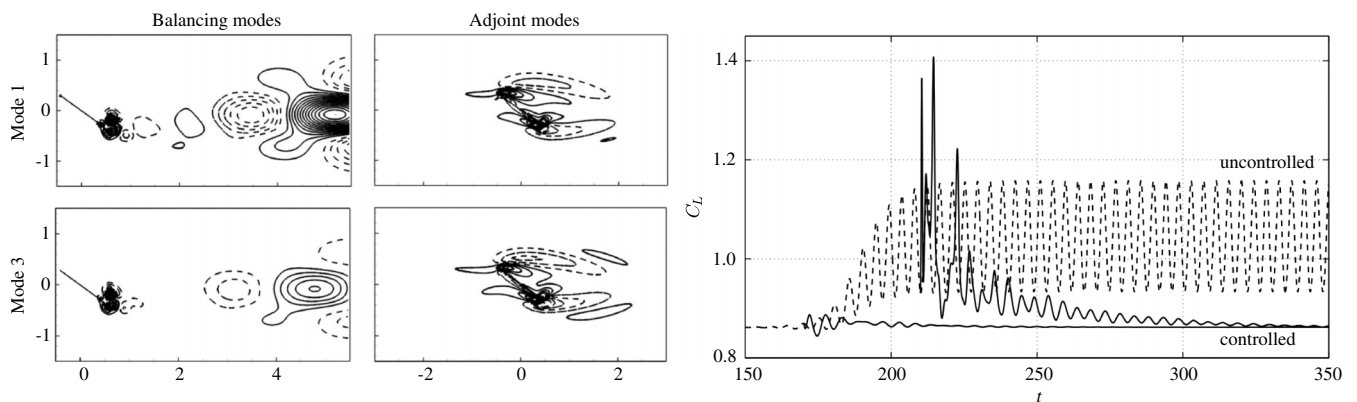 Balancing modes
Adjoint modes
Mode 1
1
0
-1
Mode 3
1
0
-1
0
2
4
-2
0
2
1.4
1.2
1.0
0.8
C_L
uncontrolled
controlled
150
200
250
300
350
t